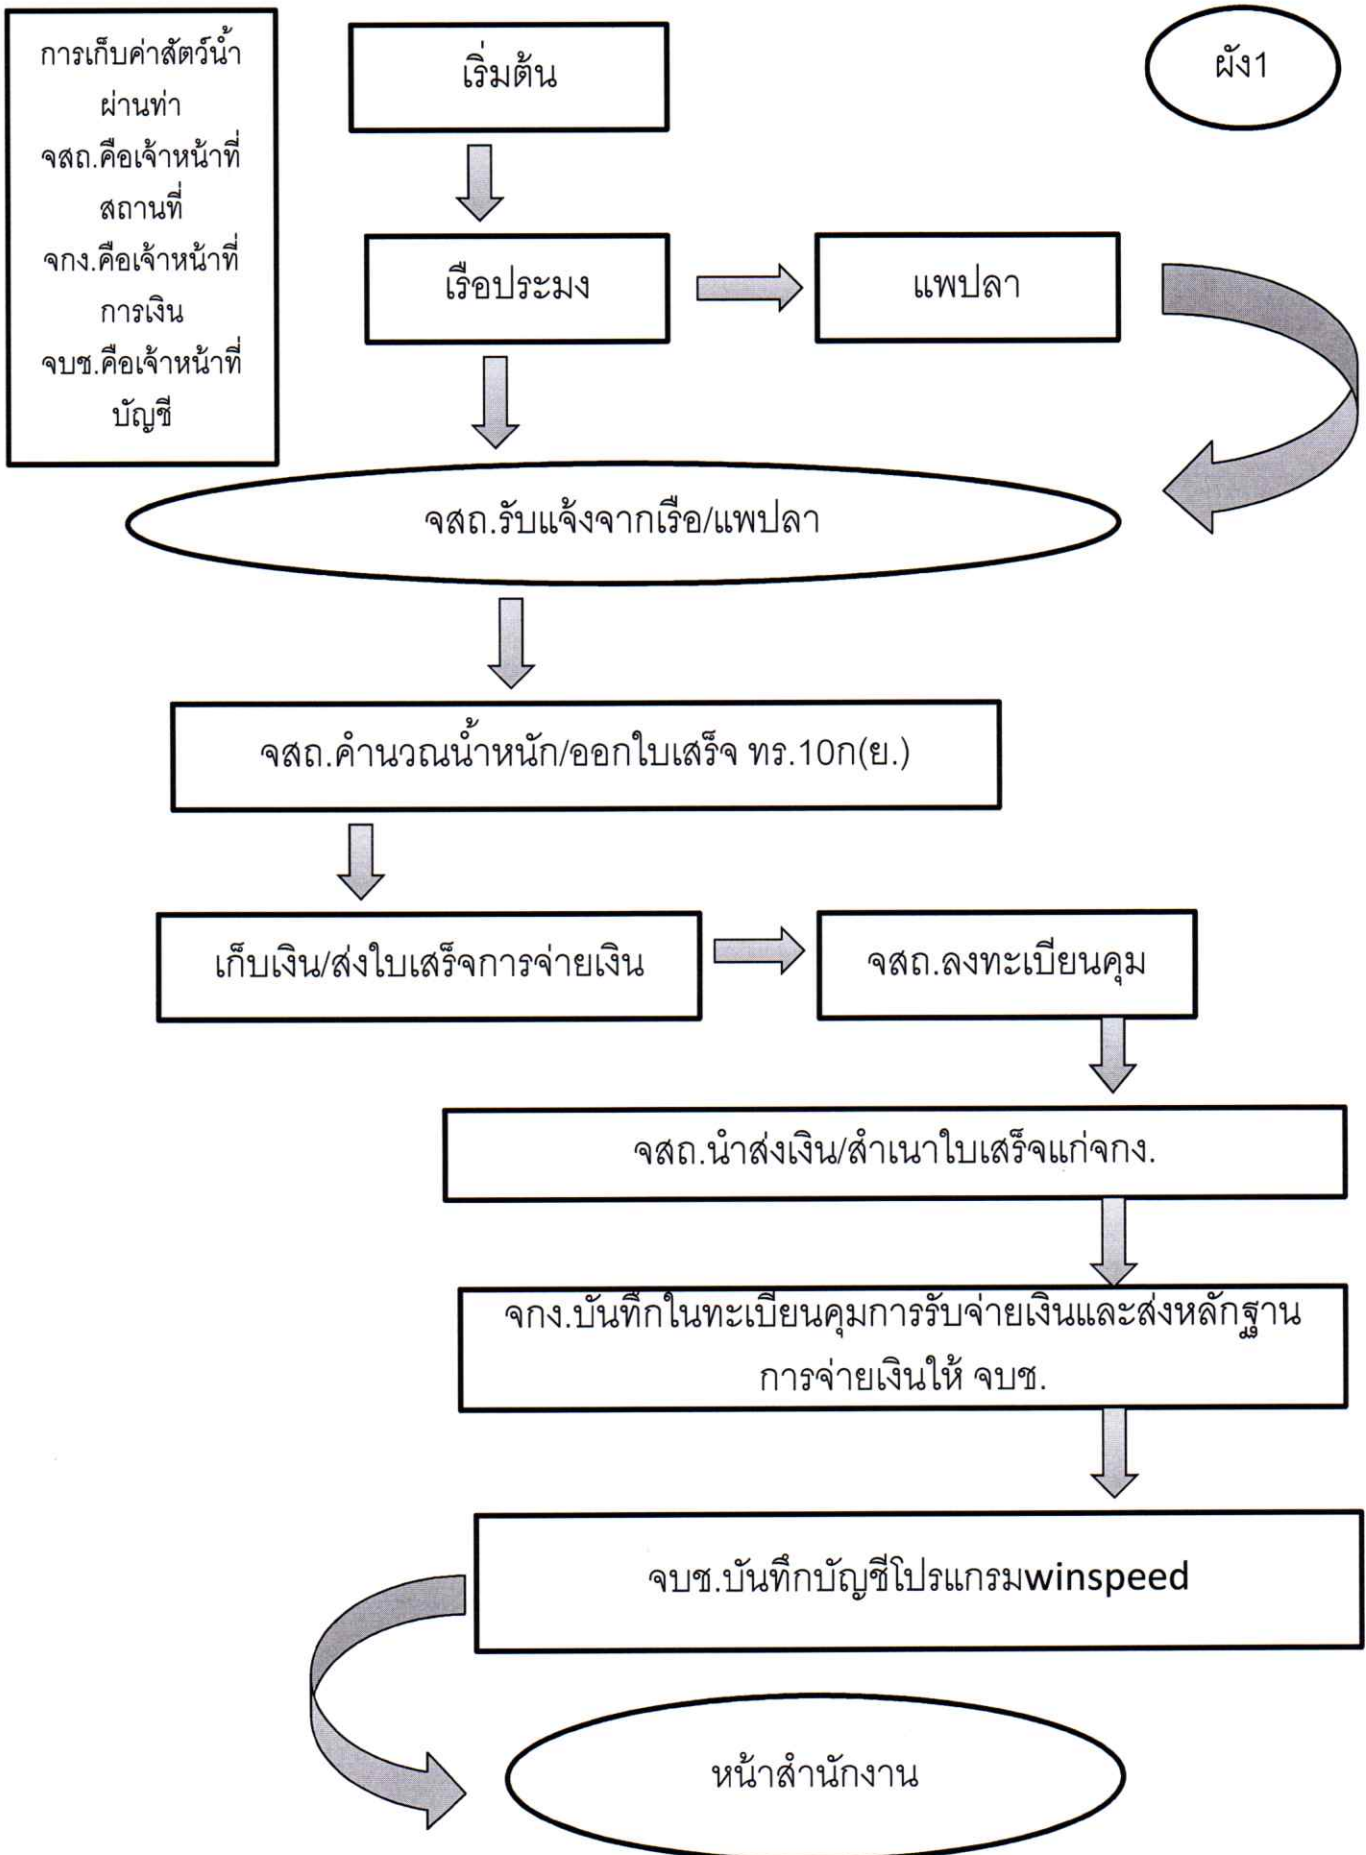 การเก็บค่าสัตว์น้ำ
ผ่านท่า
จสถ.คือเจ้าหน้าที่
สถานที่
จกง.คือเจ้าหน้าที่
การเงิน
จบช.คือเจ้าหน้าที่
บัญชี
เริ่มต้น
ผัง1
เรือประมง
แพปลา
จสถ.รับแจ้งจากเรือ/แพปลา
จสถ.คำนวณน้ำหนัก/ออกใบเสร็จ ทร.10ก(ย.)
เก็บเงิน/ส่งใบเสร็จการจ่ายเงิน
จสถ.ลงทะเบียนคุม
จสถ.นำส่งเงิน/สำเนาใบเสร็จแก่จกง.
จกง.บันทึกในทะเบียนคุมการรับจ่ายเงินและส่งหลักฐาน
การจ่ายเงินให้ จบช.
จบช.บันทึกบัญชีโปรแกรมwinspeed
หน้าสำนักงาน